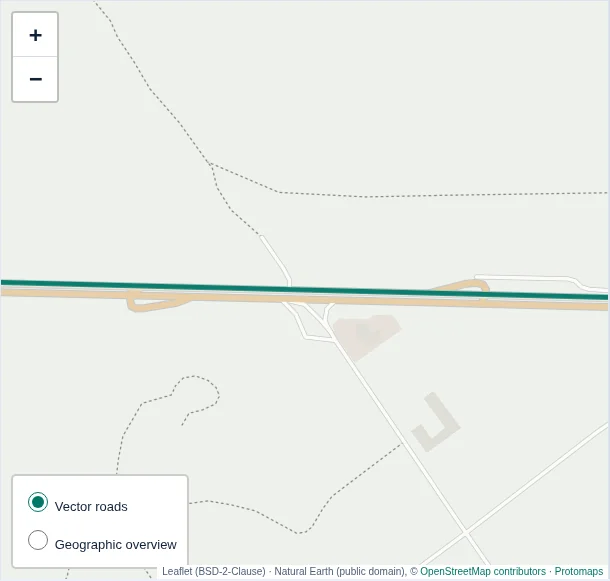 +
−
Vector roads
Geographic overview
Leaflet (BSD-2-Clause) · Natural Earth (public domain), © OpenStreetMap contributors · Protomaps